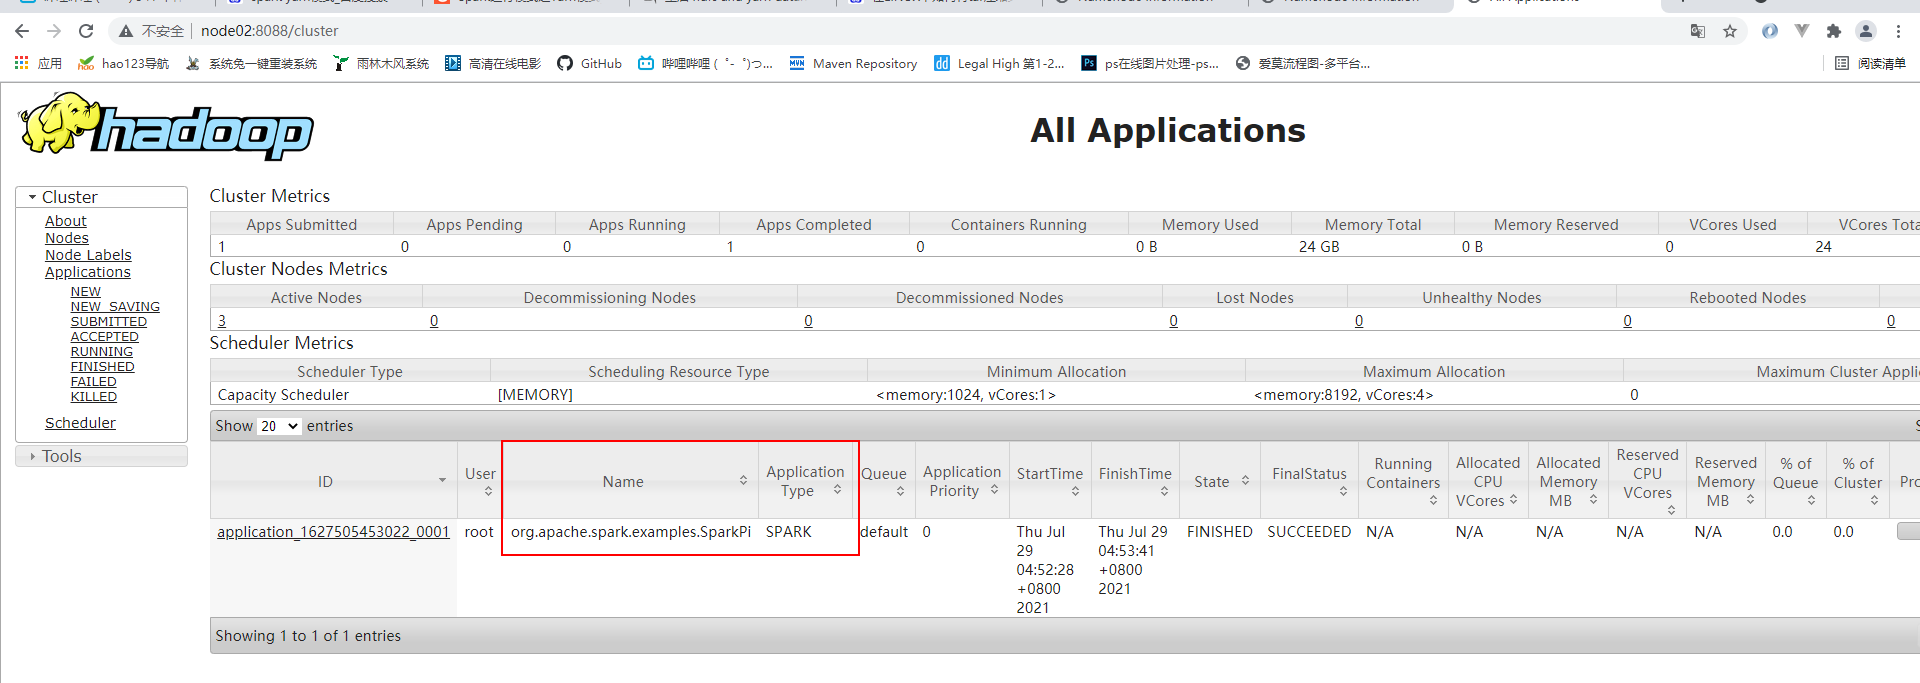 不安全 node02:8088/cluster
应用 hao123导航 系统兔一键重装系统 雨林木风系统 高清在线电影 GitHub 哔哩哔哩 ( ゜- ゜)つ... Maven Repository Legal High 第1-2... ps在线图片处理-ps... 爱莫流程图-多平台... 阅读清单
hadoop
All Applications
Cluster
About
Nodes
Node Labels
Applications
NEW
NEW_SAVING
SUBMITTED
ACCEPTED
RUNNING
FINISHED
FAILED
KILLED
Scheduler
Tools
Cluster Metrics
Apps Submitted Apps Pending Apps Running Apps Completed Containers Running Memory Used Memory Total Memory Reserved VCores Used VCores Tota
1 0 0 1 0 0 B 24 GB 0 B 0 24
Cluster Nodes Metrics
Active Nodes Decommissioning Nodes Decommissioned Nodes Lost Nodes Unhealthy Nodes Rebooted Nodes
3 0 0 0 0 0 0
Scheduler Metrics
Scheduler Type Scheduling Resource Type Minimum Allocation Maximum Allocation Maximum Cluster Appli
Capacity Scheduler [MEMORY] <memory:1024, vCores:1> <memory:8192, vCores:4> 0
Show 20 entries S
ID User Name Application Type Queue Application Priority StartTime FinishTime State FinalStatus Running Containers Allocated CPU VCores Allocated Memory MB Reserved CPU VCores Reserved Memory MB % of Queue % of Cluster Pro
application_1627505453022_0001 root org.apache.spark.examples.SparkPi SPARK default 0 Thu Jul 29 04:52:28 +0800 2021 Thu Jul 29 04:53:41 +0800 2021 FINISHED SUCCEEDED N/A N/A N/A N/A N/A 0.0 0.0
Showing 1 to 1 of 1 entries